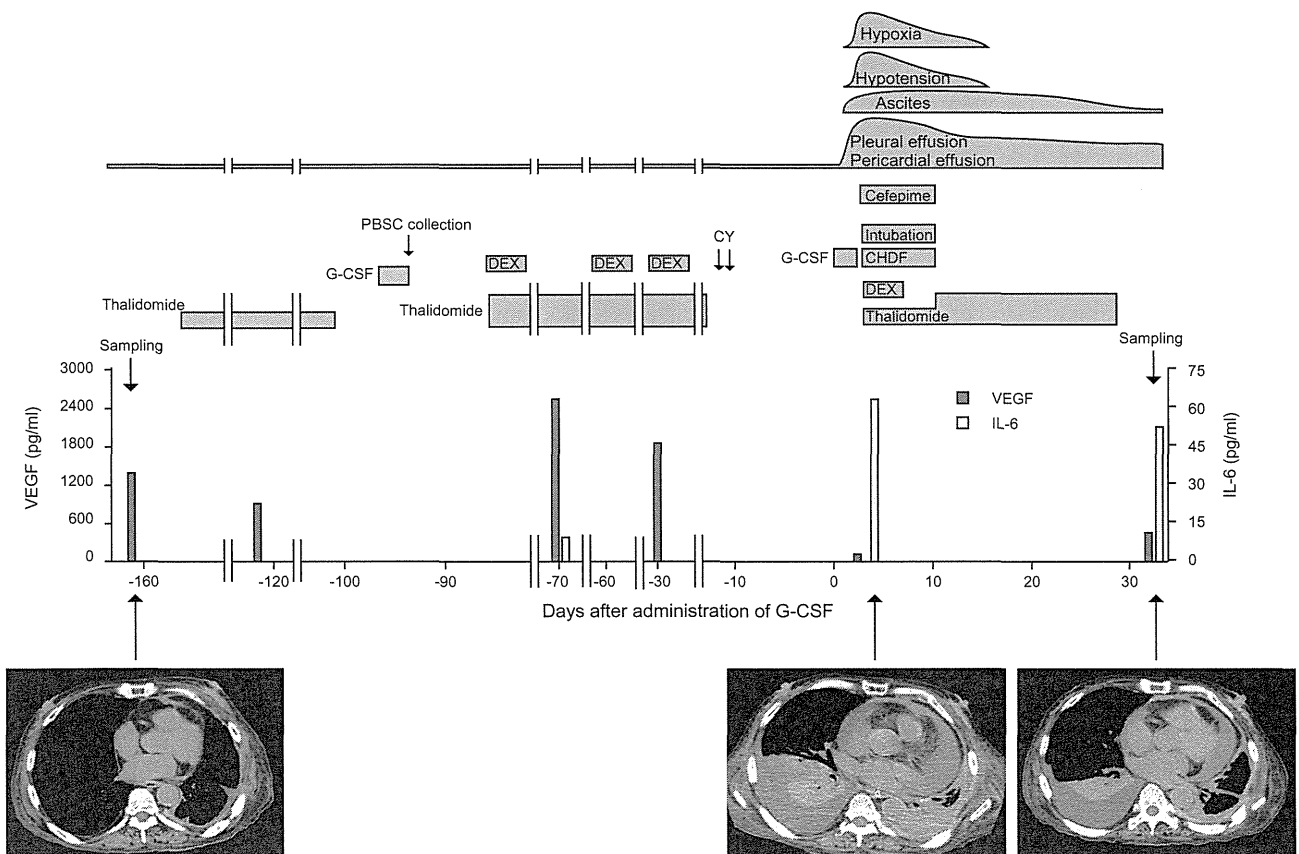 Hypoxia
Hypotension
Ascites
Pleural effusion
Pericardial effusion
Cefepime
PBSC collection
CY
Intubation
G-CSF
DEX
DEX
DEX
G-CSF
CHDF
DEX
Thalidomide
Thalidomide
Thalidomide
Sampling
Sampling
3000
2400
1800
1200
600
0
VEGF (pg/ml)
VEGF
IL-6
75
60
45
30
15
0
IL-6 (pg/ml)
-160
-120
-100
-90
-70
-60
-30
-10
0
10
20
30
Days after administration of G-CSF